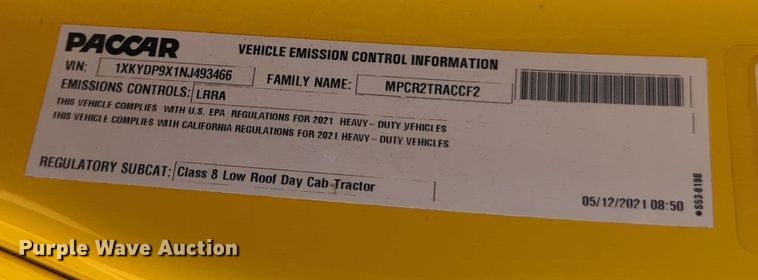 PACCAR VEHICLE EMISSION CONTROL INFORMATION
VIN: 1XKYDP9X1NJ493466 FAMILY NAME: MPCR2TRACCF2
EMISSIONS CONTROLS: LRRA
THIS VEHICLE COMPLIES WITH U.S. EPA REGULATIONS FOR 2021 HEAVY-DUTY VEHICLES
THIS VEHICLE COMPLIES WITH CALIFORNIA REGULATIONS FOR 2021 HEAVY-DUTY VEHICLES
REGULATORY SUBCAT: Class 8 Low Roof Day Cab Tractor
05/12/2021 08:50
●S53-6198
Purple Wave Auction